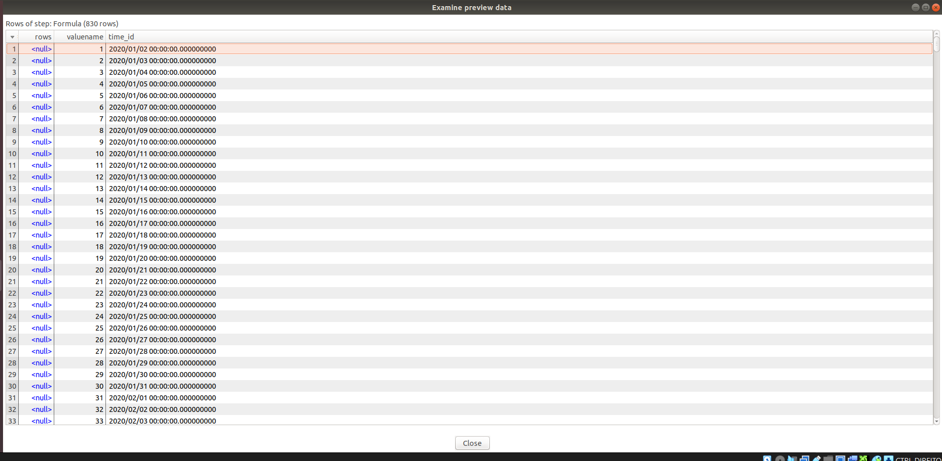 Examine preview data
Rows of step: Formula (830 rows)
rows valuename time_id
1 <null> 1 2020/01/02 00:00:00.000000000
2 <null> 2 2020/01/03 00:00:00.000000000
3 <null> 3 2020/01/04 00:00:00.000000000
4 <null> 4 2020/01/05 00:00:00.000000000
5 <null> 5 2020/01/06 00:00:00.000000000
6 <null> 6 2020/01/07 00:00:00.000000000
7 <null> 7 2020/01/08 00:00:00.000000000
8 <null> 8 2020/01/09 00:00:00.000000000
9 <null> 9 2020/01/10 00:00:00.000000000
10 <null> 10 2020/01/11 00:00:00.000000000
11 <null> 11 2020/01/12 00:00:00.000000000
12 <null> 12 2020/01/13 00:00:00.000000000
13 <null> 13 2020/01/14 00:00:00.000000000
14 <null> 14 2020/01/15 00:00:00.000000000
15 <null> 15 2020/01/16 00:00:00.000000000
16 <null> 16 2020/01/17 00:00:00.000000000
17 <null> 17 2020/01/18 00:00:00.000000000
18 <null> 18 2020/01/19 00:00:00.000000000
19 <null> 19 2020/01/20 00:00:00.000000000
20 <null> 20 2020/01/21 00:00:00.000000000
21 <null> 21 2020/01/22 00:00:00.000000000
22 <null> 22 2020/01/23 00:00:00.000000000
23 <null> 23 2020/01/24 00:00:00.000000000
24 <null> 24 2020/01/25 00:00:00.000000000
25 <null> 25 2020/01/26 00:00:00.000000000
26 <null> 26 2020/01/27 00:00:00.000000000
27 <null> 27 2020/01/28 00:00:00.000000000
28 <null> 28 2020/01/29 00:00:00.000000000
29 <null> 29 2020/01/30 00:00:00.000000000
30 <null> 30 2020/01/31 00:00:00.000000000
31 <null> 31 2020/02/01 00:00:00.000000000
32 <null> 32 2020/02/02 00:00:00.000000000
33 <null> 33 2020/02/03 00:00:00.000000000
Close
CTRL DIREITO